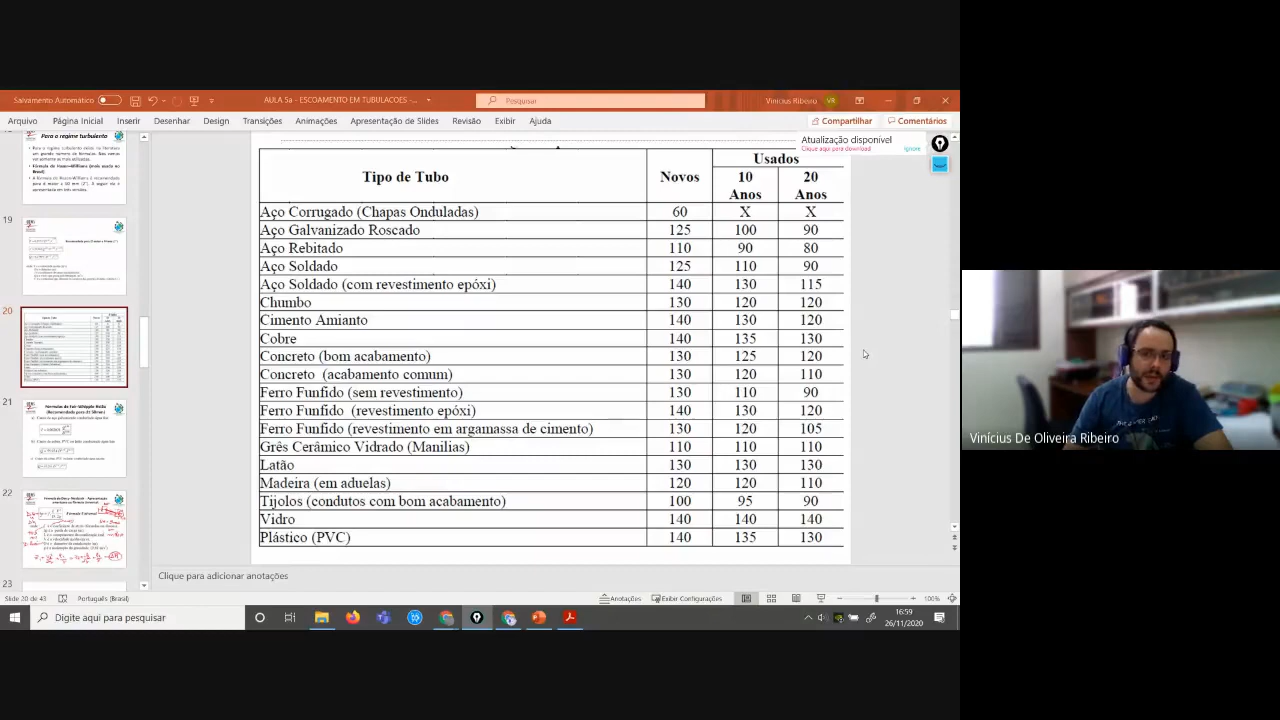 Salvamento Automático
AULA 5a - ESCOAMENTO EM TUBULACOES -...
Pesquisar
Vinicius Ribeiro
VR
Arquivo
Página Inicial
Inserir
Desenhar
Design
Transições
Animações
Apresentação de Slides
Revisão
Exibir
Ajuda
Compartilhar
Comentários
Atualização disponível
Clique aqui para download
Ignore
Para o regime turbulento
19
20
21
22
23
Tipo de Tubo
Novos
Usados
10 Anos
20 Anos
Aço Corrugado (Chapas Onduladas) 60 X X
Aço Galvanizado Roscado 125 100 90
Aço Rebitado 110 90 80
Aço Soldado 125 110 90
Aço Soldado (com revestimento epóxi) 140 130 115
Chumbo 130 120 120
Cimento Amianto 140 135 120
Cobre 140 135 130
Concreto (bom acabamento) 130 125 120
Concreto (acabamento comum) 130 120 110
Ferro Funfido (sem revestimento) 130 110 90
Ferro Funfido (revestimento epóxi) 140 130 120
Ferro Funfido (revestimento em argamassa de cimento) 130 120 105
Grês Cerâmico Vidrado (Manilias) 110 110 110
Latão 130 130 130
Madeira (em aduelas) 120 120 110
Tijolos (condutes com bom acabamento) 100 95 90
Vidro 140 140 140
Plástico (PVC) 140 135 130
Clique para adicionar anotações
Slide 20 de 43
Português (Brasil)
Anotações
Exibir Configurações
100%
Digite aqui para pesquisar
16:59
26/11/2020
Vinícius De Oliveira Ribeiro